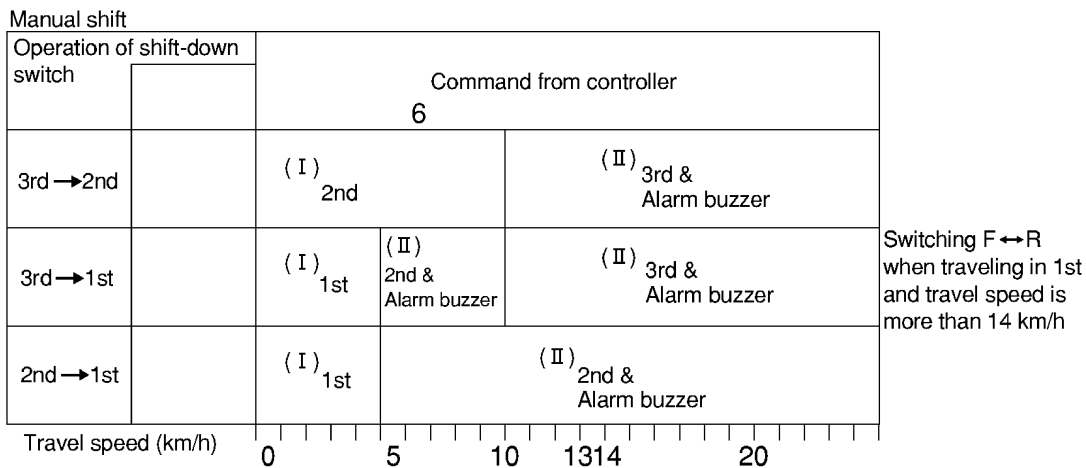 Manual shift
Operation of shift-down
switch
Command from controller
6
3rd→2nd
(Ⅰ)
2nd
(Ⅱ)
3rd &
Alarm buzzer
3rd→1st
(Ⅰ)
1st
(Ⅱ)
2nd &
Alarm buzzer
(Ⅱ)
3rd &
Alarm buzzer
Switching F↔R
when traveling in 1st
and travel speed is
more than 14 km/h
2nd→1st
(Ⅰ)
1st
(Ⅱ)
2nd &
Alarm buzzer
Travel speed (km/h)
0 5 10 1314 20